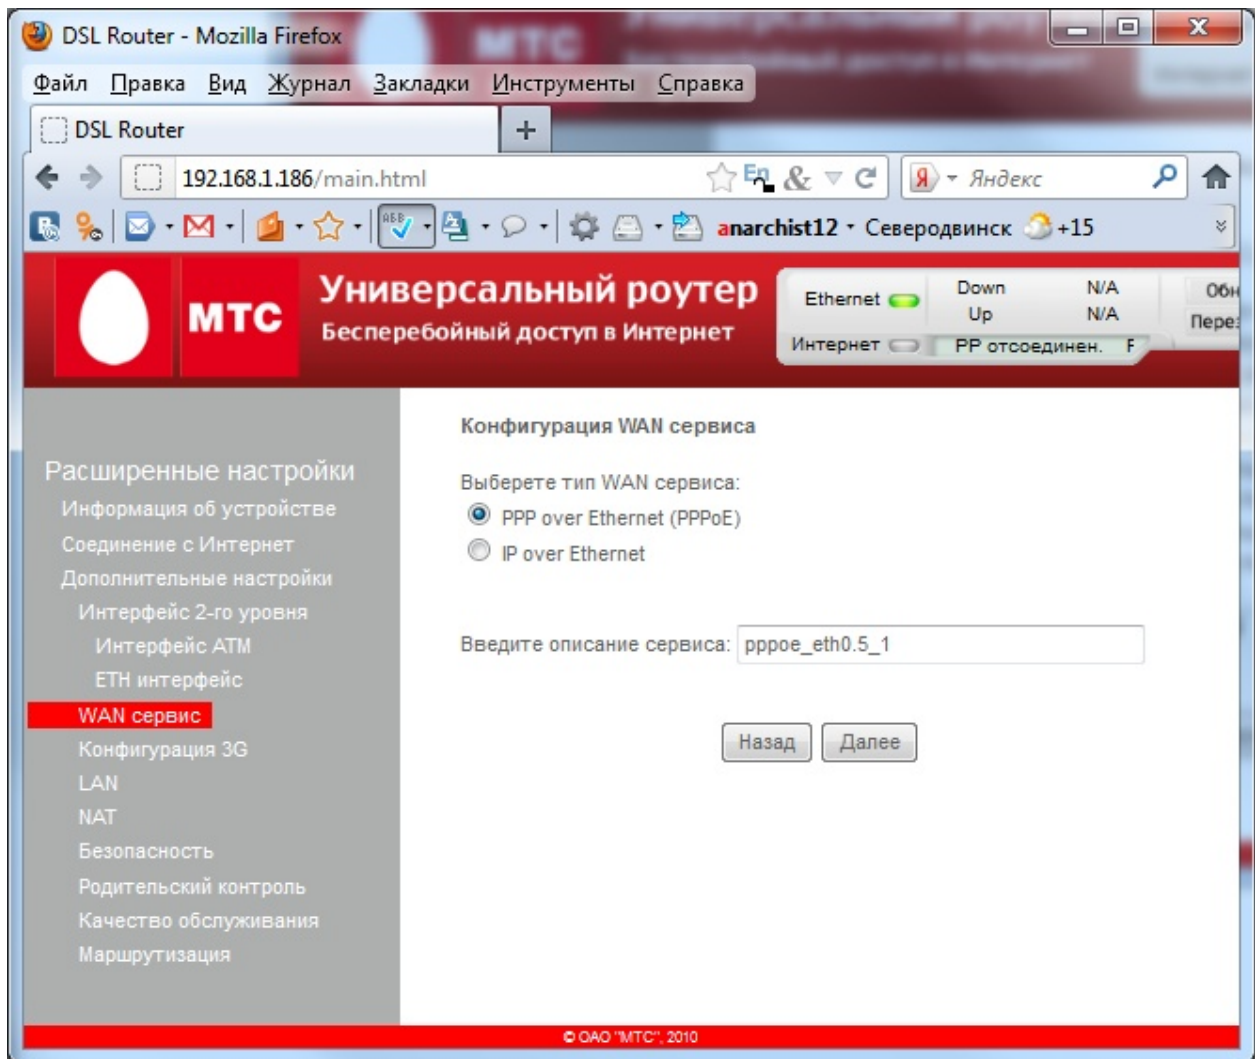 DSL Router - Mozilla Firefox
Файл Правка Вид Журнал Закладки Инструменты Справка
DSL Router
192.168.1.186/main.html
Яндекс
anarchist12 Северодвинск +15
МТС
Универсальный роутер
Бесперебойный доступ в Интернет
Ethernet
Down N/A
Up N/A
Интернет
PP отсоединен.
Обн
Перез
Расширенные настройки
Информация об устройстве
Соединение с Интернет
Дополнительные настройки
Интерфейс 2-го уровня
Интерфейс ATM
ETH интерфейс
WAN сервис
Конфигурация 3G
LAN
NAT
Безопасность
Родительский контроль
Качество обслуживания
Маршрутизация
Конфигурация WAN сервиса
Выберете тип WAN сервиса:
PPP over Ethernet (PPPoE)
IP over Ethernet
Введите описание сервиса: pppoe_eth0.5_1
Назад Далее
© ОАО "МТС", 2010